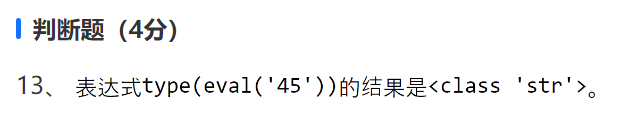 判断题（4分）
13、 表达式type(eval('45'))的结果是<class 'str'>。